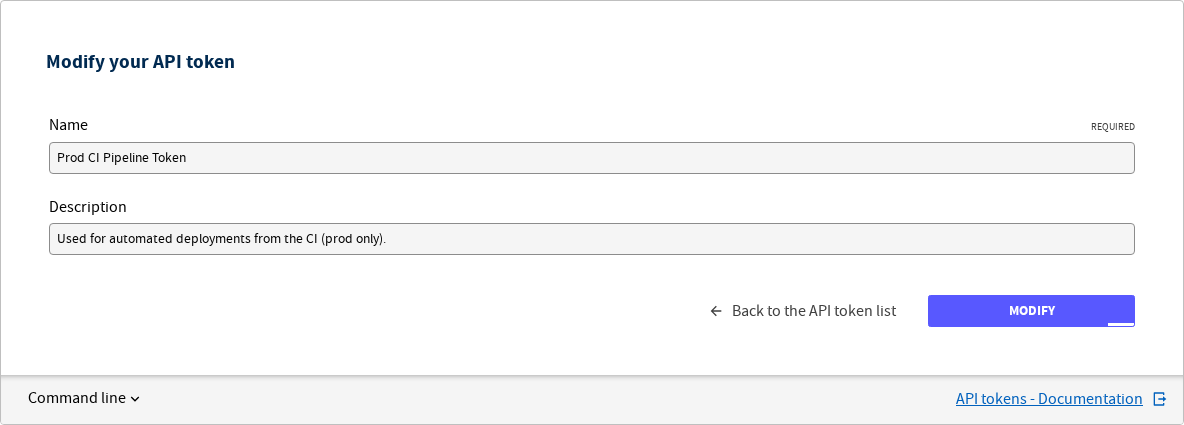 Modify your API token
Name
REQUIRED
Prod CI Pipeline Token
Description
Used for automated deployments from the CI (prod only).
Back to the API token list
MODIFY
Command line
API tokens - Documentation